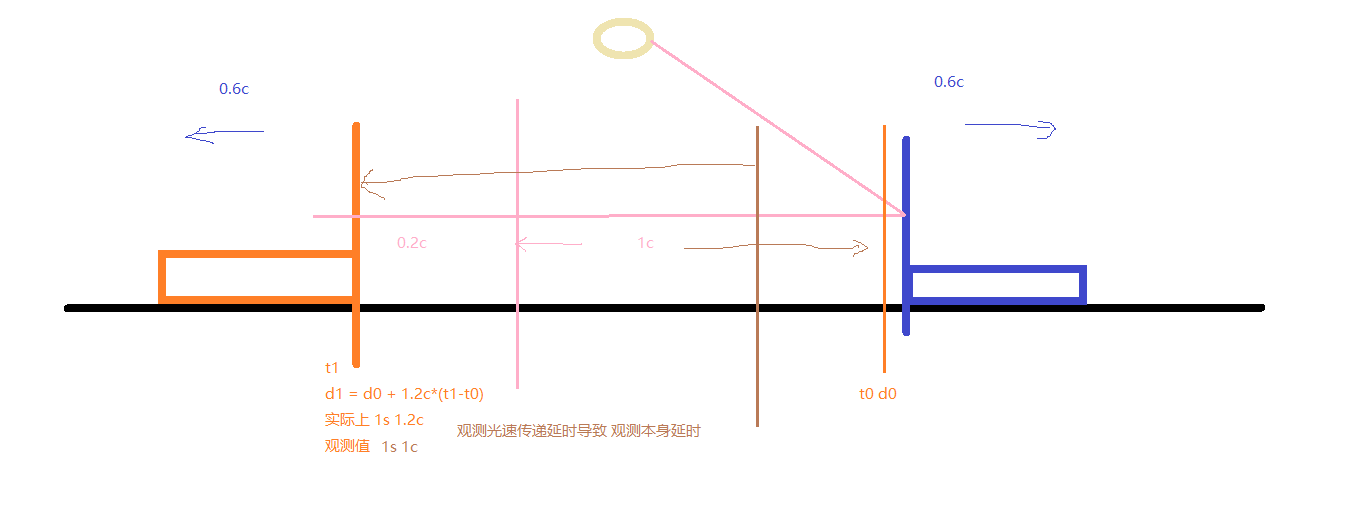 0.6c
0.6c
0.2c
1c
t1
d1 = d0 + 1.2c*(t1-t0)
t0 d0
实际上 1s 1.2c
观测值 1s 1c
观测光速传递延时导致 观测本身延时